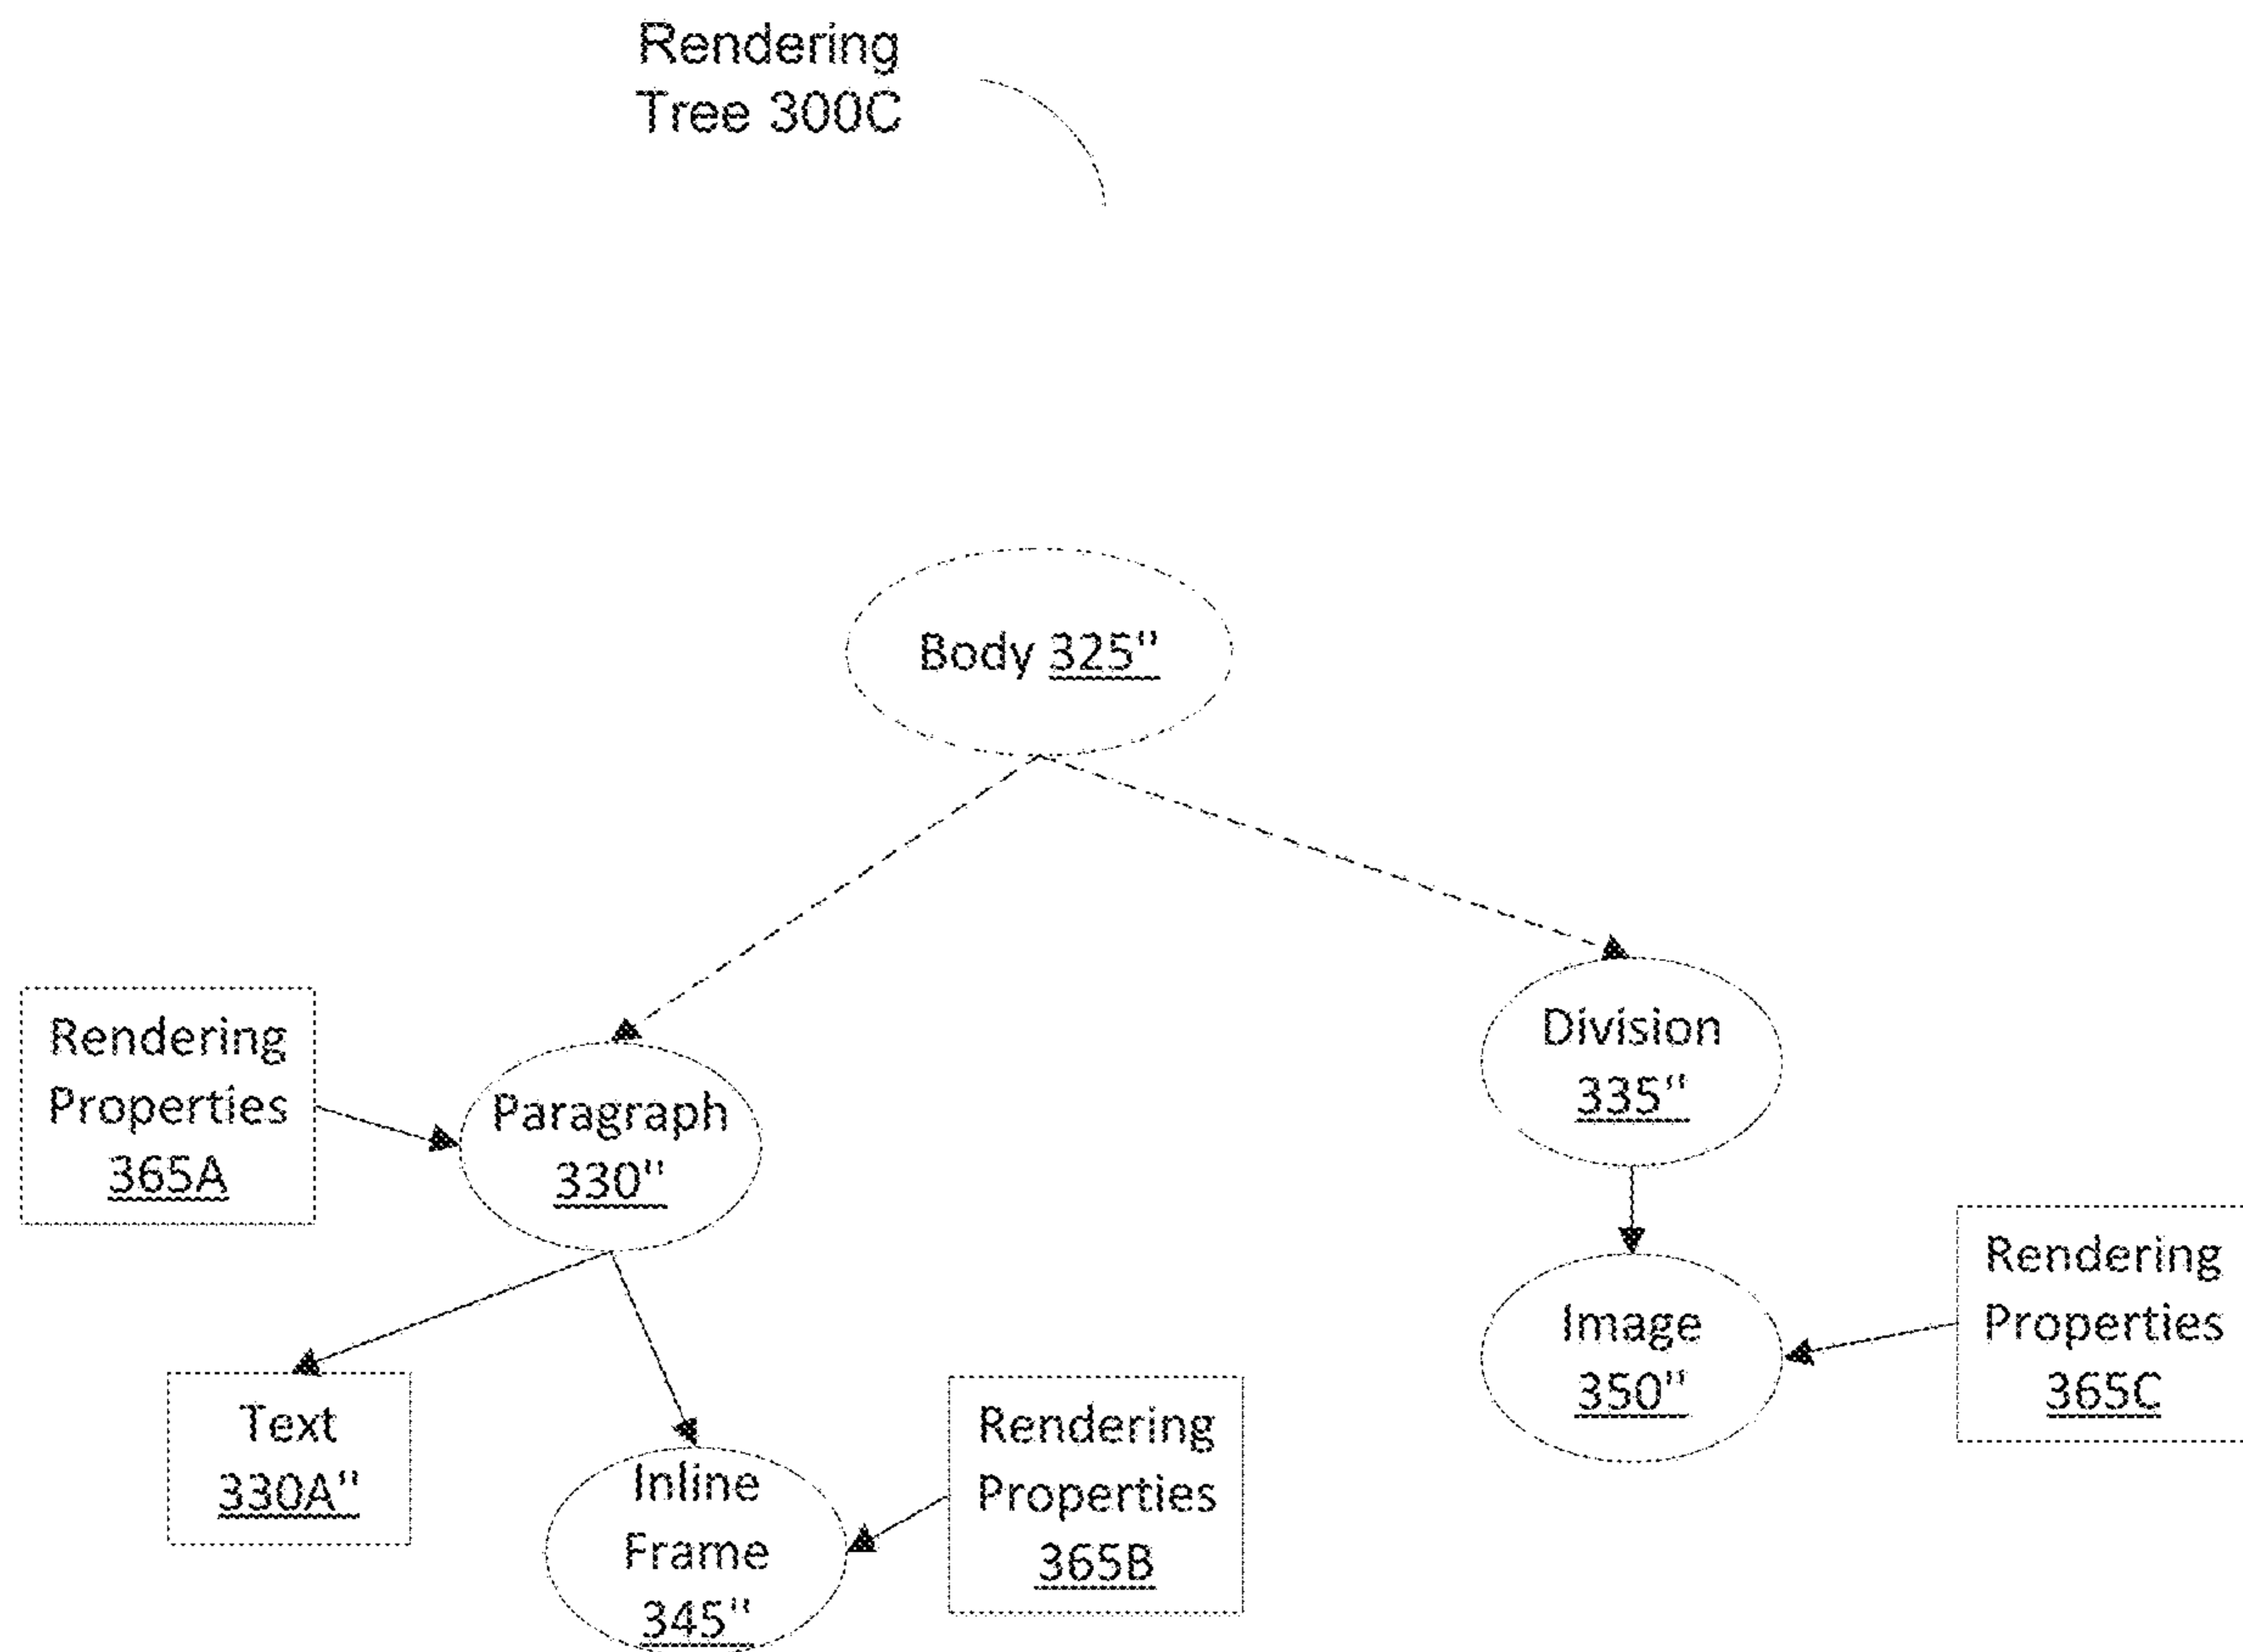 Rendering
Tree 300C
Body 325"
Division
335"
Rendering
Properties
365A
Paragraph
330"
Rendering
Properties
365C
Image
350"
Text
330A"
Inline
Frame
345"
Rendering
Properties
365B